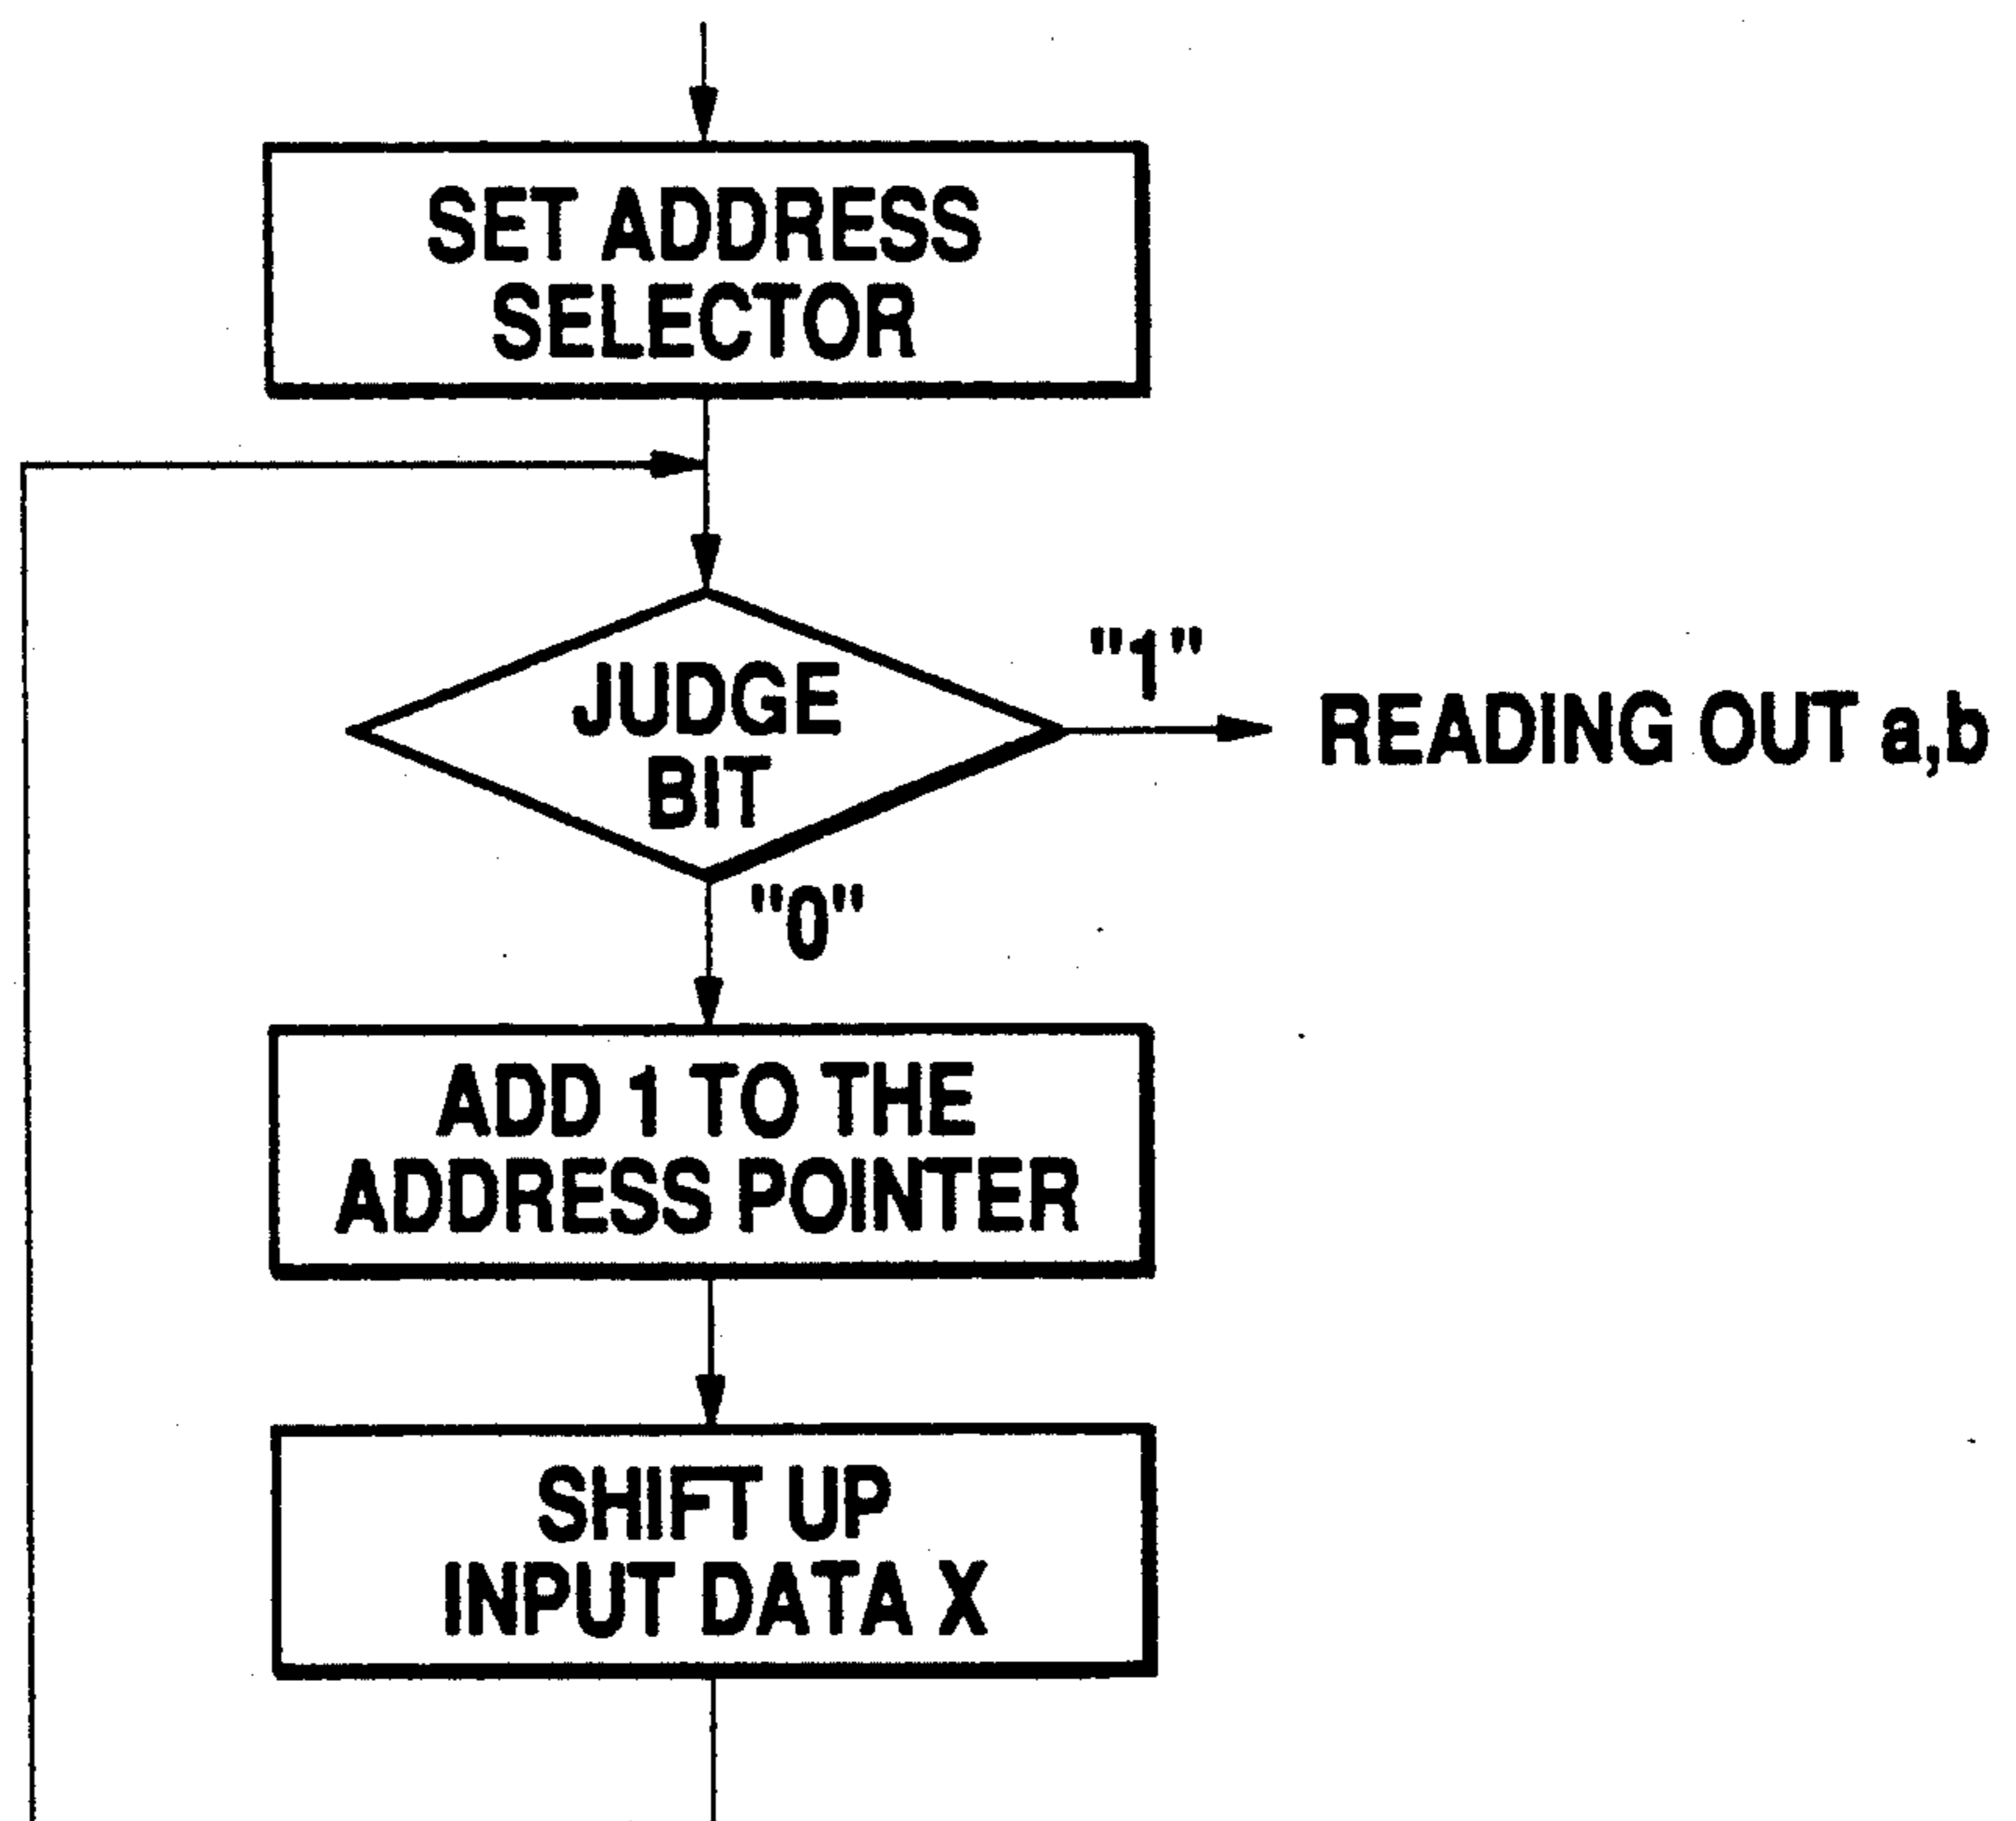 SET ADDRESS
SELECTOR
JUDGE
BIT
"1"
READING OUT a,b
"0"
ADD 1 TO THE
ADDRESS POINTER
SHIFT UP
INPUT DATA X